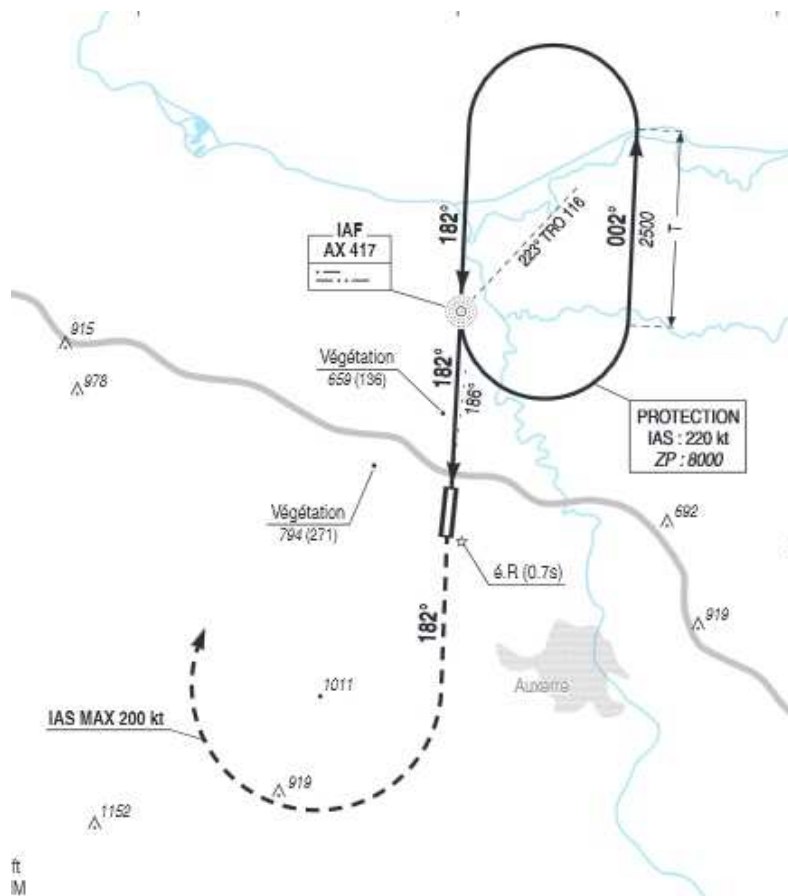 182°
223° TRO 116
002°
2500
T
IAF
AX 417
915
978
Végétation
659 (136)
182°
186°
PROTECTION
IAS : 220 kt
ZP : 8000
Végétation
794 (271)
692
é.R (0.7s)
919
182°
Auxerre
1011
IAS MAX 200 kt
919
1152
ft
M